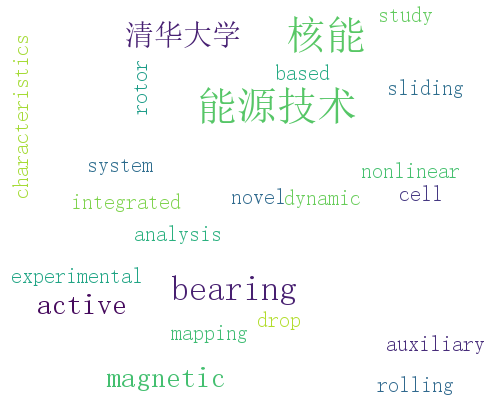 study
清华大学
核能
characteristics
rotor
based
sliding
能源技术
system
nonlinear
integrated
novel
dynamic
cell
analysis
experimental
bearing
active
drop
mapping
auxiliary
magnetic
rolling